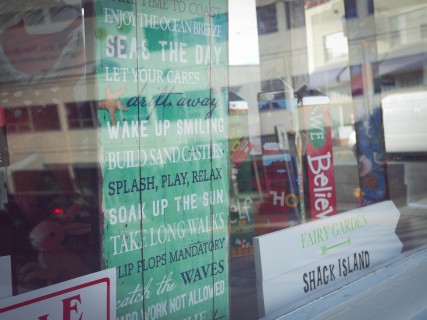 TIME TO COAST
ENJOY THE OCEAN BREEZE
SEAS THE DAY
LET YOUR CARES
drift away
WAKE UP SMILING
BUILD SAND CASTLES
SPLASH, PLAY, RELAX
SOAK UP THE SUN
TAKE LONG WALKS
FLIP FLOPS MANDATORY
catch the WAVES
HARD WORK NOT ALLOWED
WE Believe
FAIRY GARDEN
SHACK ISLAND